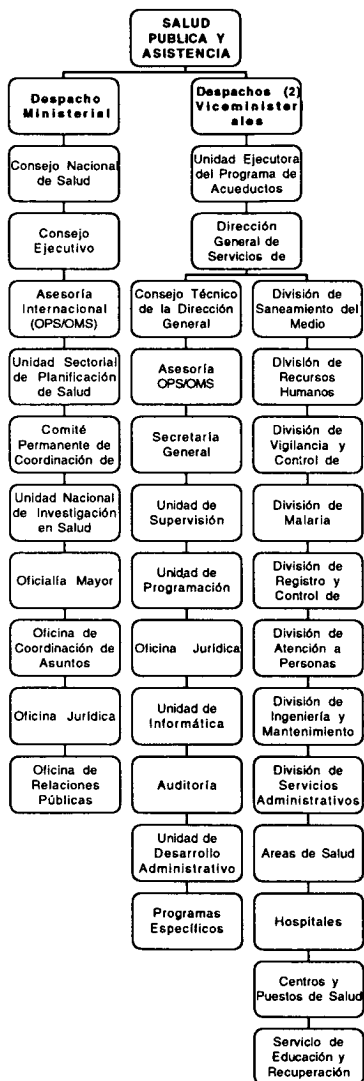 SALUD
PUBLICA Y
ASISTENCIA
Despacho
Ministerial
Consejo Nacional
de Salud
Consejo
Ejecutivo
Asesoría
Internacional
(OPS/OMS)
Unidad Sectorial
de Planificación
de Salud
Comité
Permanente de
Coordinación de
Unidad Nacional
de Investigación
en Salud
Oficialía Mayor
Oficina de
Coordinación de
Asuntos
Oficina Jurídica
Oficina de
Relaciones
Públicas
Despachos (2)
Viceminister
iales
Unidad Ejecutora
del Programa de
Acueductos
Dirección
General de
Servicios de
Consejo Técnico
de la Dirección
General
Asesoría
OPS/OMS
Secretaría
General
Unidad de
Supervisión
Unidad de
Programación
Oficina Jurídica
Unidad de
Informática
Auditoría
Unidad de
Desarrollo
Administrativo
Programas
Específicos
División de
Saneamiento del
Medio
División de
Recursos
Humanos
División de
Vigilancia y
Control de
División de
Malaria
División de
Registro y
Control de
División de
Atención a
Personas
División de
Ingeniería y
Mantenimiento
División de
Servicios
Administrativos
Areas de Salud
Hospitales
Centros y
Puestos de Salud
Servicio de
Educación y
Recuperación